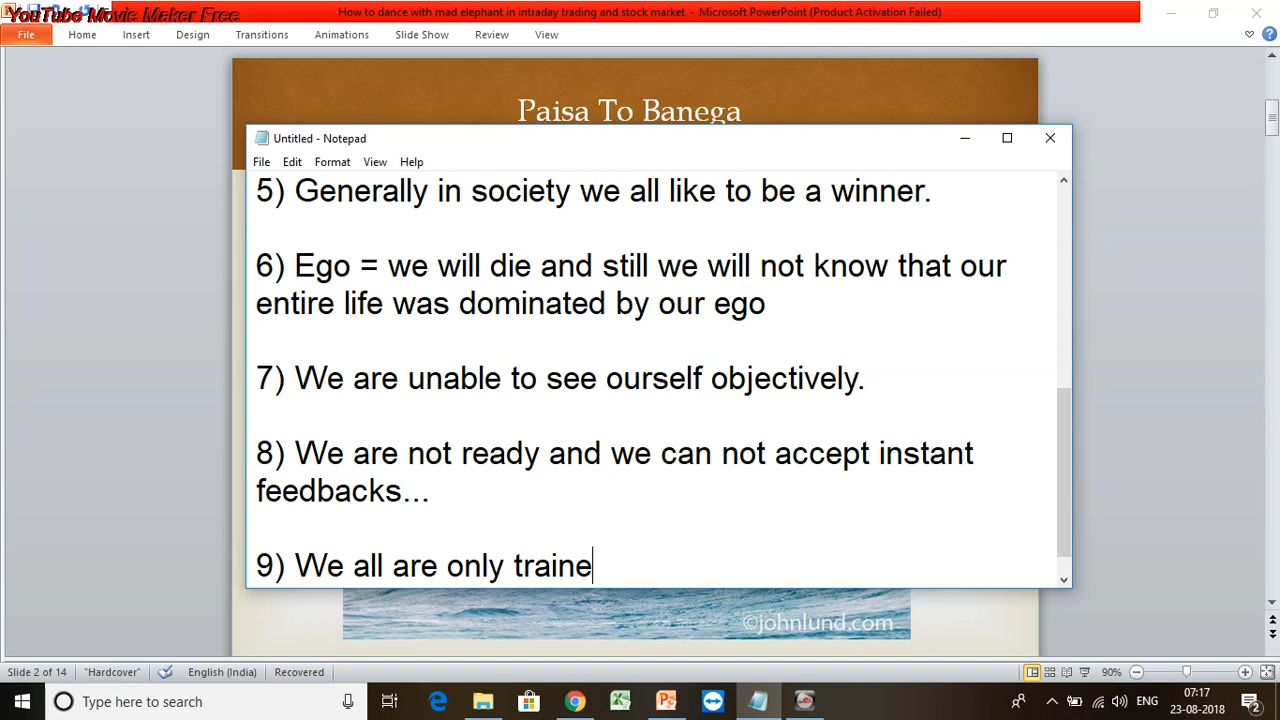 YouTube Movie Maker Free
How to dance with mad elephant in intraday trading and stock market - Microsoft PowerPoint (Product Activation Failed)
File Home Insert Design Transitions Animations Slide Show Review View
Paisa To Banega
Untitled - Notepad
File Edit Format View Help
5) Generally in society we all like to be a winner.
6) Ego = we will die and still we will not know that our
entire life was dominated by our ego
7) We are unable to see ourself objectively.
8) We are not ready and we can not accept instant
feedbacks...
9) We all are only traine
©johnlund.com
Slide 2 of 14 "Hardcover" English (India) Recovered 90%
Type here to search
ENG
07:17
23-08-2018
2